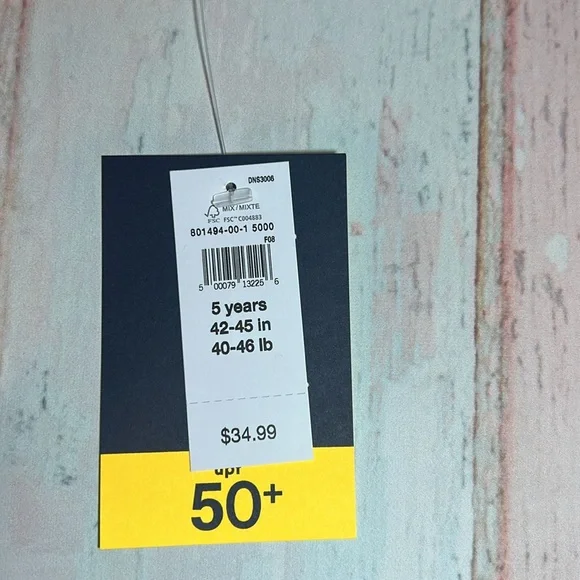 DNS3006
MIX / MIXTE
FSC FSC™ C004883
801494-00-1 5000
F08
5 00079 13225 6
5 years
42-45 in
40-46 lb
$34.99
upf
50+